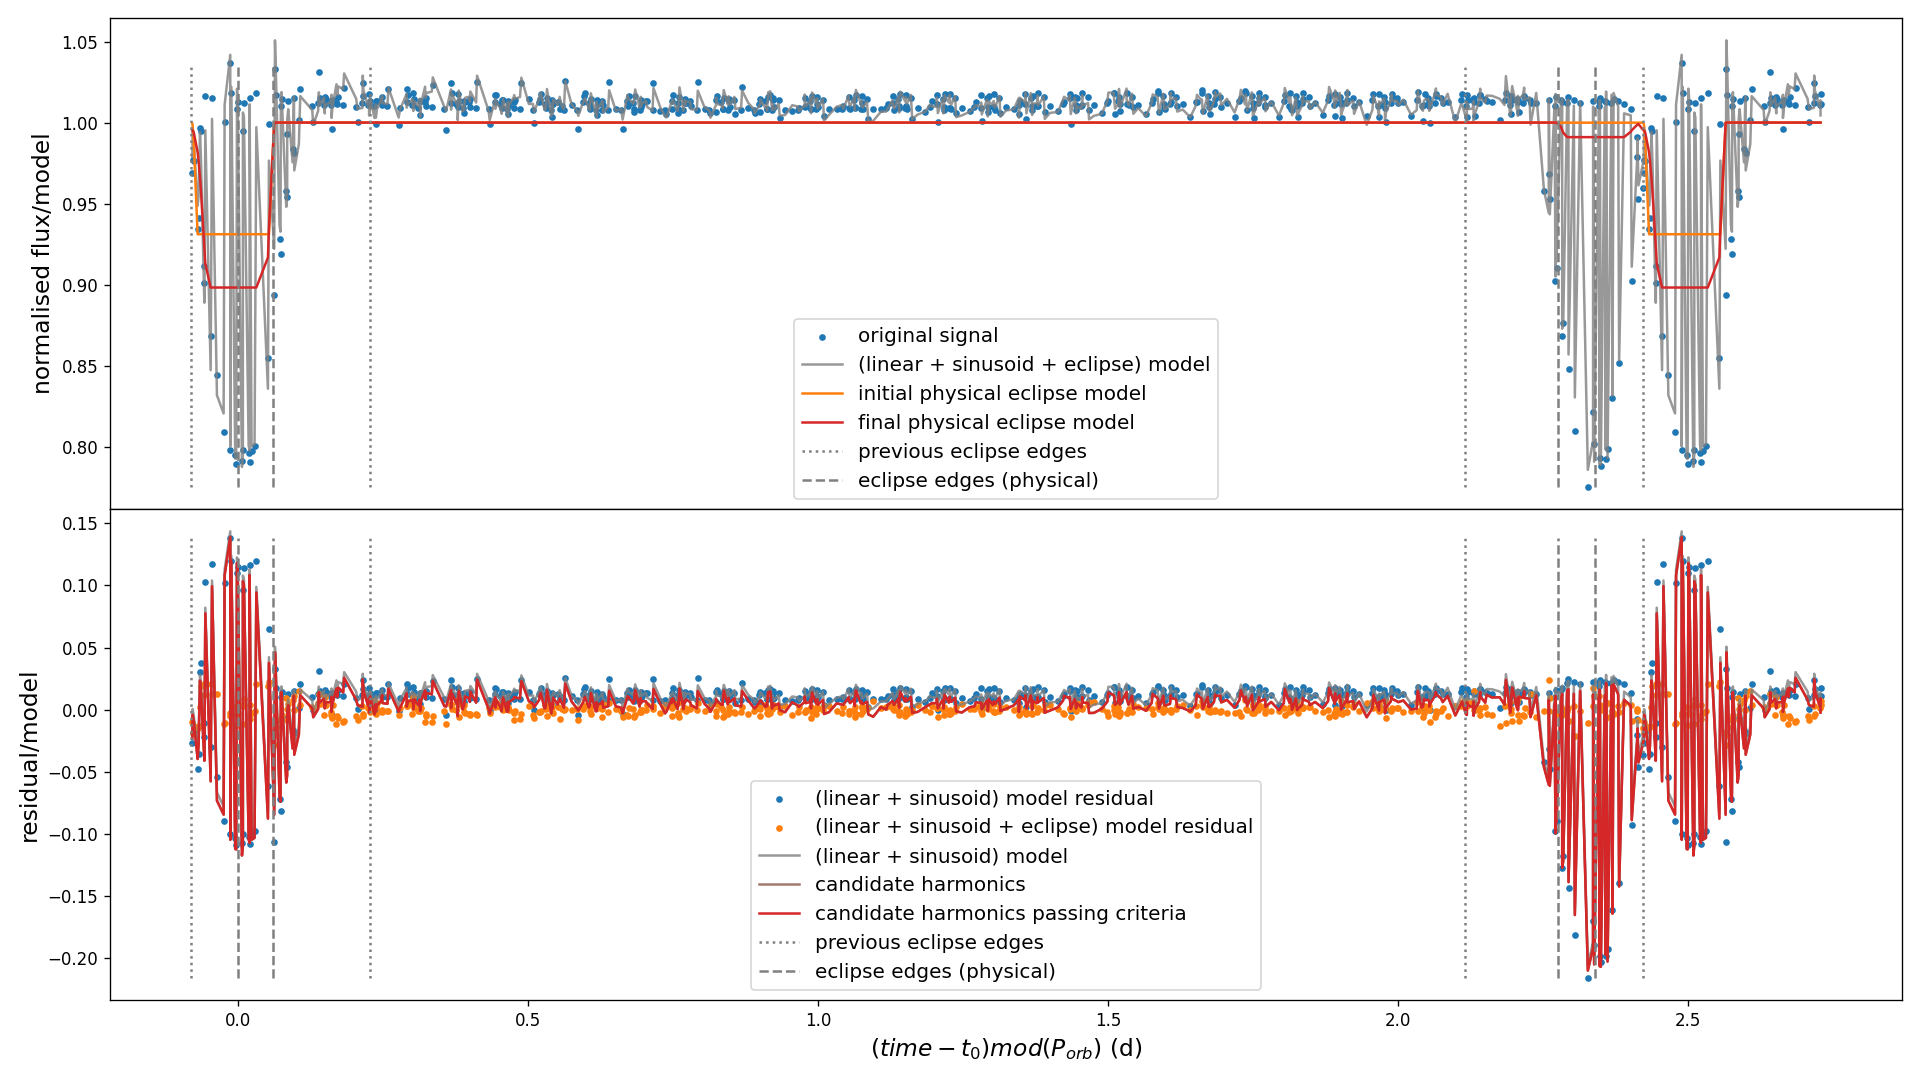 normalised flux/model
1.05
1.00
0.95
0.90
0.85
0.80
original signal
(linear + sinusoid + eclipse) model
initial physical eclipse model
final physical eclipse model
previous eclipse edges
eclipse edges (physical)
residual/model
0.15
0.10
0.05
0.00
−0.05
−0.10
−0.15
−0.20
(linear + sinusoid) model residual
(linear + sinusoid + eclipse) model residual
(linear + sinusoid) model
candidate harmonics
candidate harmonics passing criteria
previous eclipse edges
eclipse edges (physical)
0.0 0.5 1.0 1.5 2.0 2.5
(time − t₀)mod(P_orb) (d)